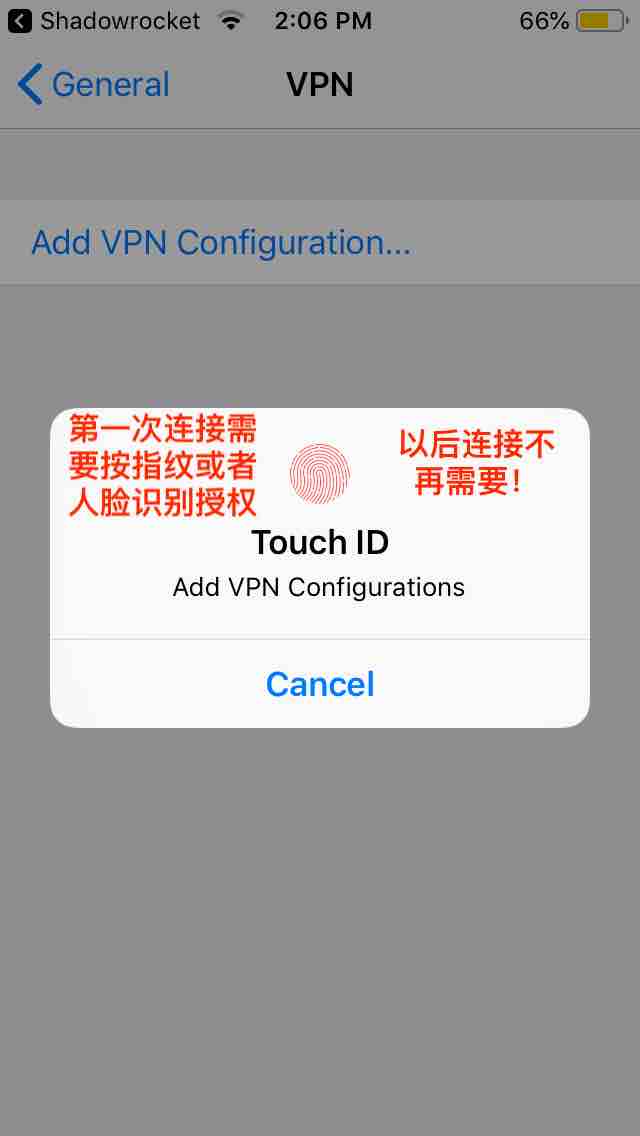 Shadowrocket 2:06 PM 66%
General VPN
Add VPN Configuration...
第一次连接需
要按指纹或者
人脸识别授权
以后连接不
再需要！
Touch ID
Add VPN Configurations
Cancel